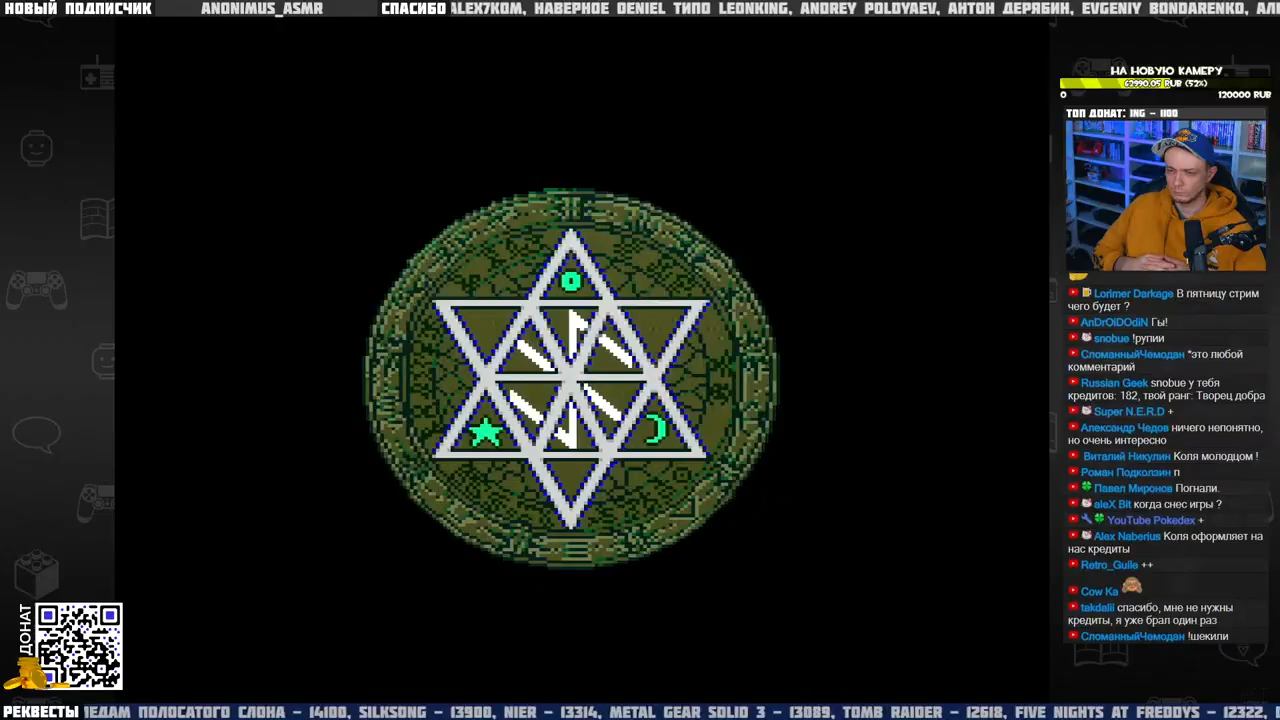 НОВЫЙ ПОДПИСЧИК ANONIMUS_ASMR СПАСИБО ALEX7KOM, НАВЕРНОЕ DENIEL ТИПО LEONKING, ANDREY POLOYAEV, АНТОН ДЕРЯБИН, EVGENIY BONDARENKO, АЛЕ
НА НОВУЮ КАМЕРУ
62990.05 RUB (52%)
0 120000 RUB
ТОП ДОНАТ: ING - 1100
Lorimer Darkage В пятницу стрим
чего будет ?
AnDrOiDOdiN Гы!
snobue !рупии
СломанныйЧемодан *это любой
комментарий
Russian Geek snobue у тебя
кредитов: 182, твой ранг: Творец добра
Super N.E.R.D +
Александр Чедов ничего непонятно,
но очень интересно
Виталий Никулин Коля молодцом !
Роман Подколзин п
Павел Миронов Погнали.
aleX Bit когда снес игры ?
YouTube Pokedex +
Alex Naberius Коля оформляет на
нас кредиты
Retro_Guile ++
Cow Ka
takdalii спасибо, мне не нужны
кредиты, я уже брал один раз
СломанныйЧемодан !шекили
ДОНАТ
РЕКВЕСТЫ ПЕДАМ ПОЛОСАТОГО СЛОНА - 14100, SILKSONG - 13900, NIER - 13314, METAL GEAR SOLID 3 - 13089, TOMB RAIDER - 12618, FIVE NIGHTS AT FREDDYS - 12322